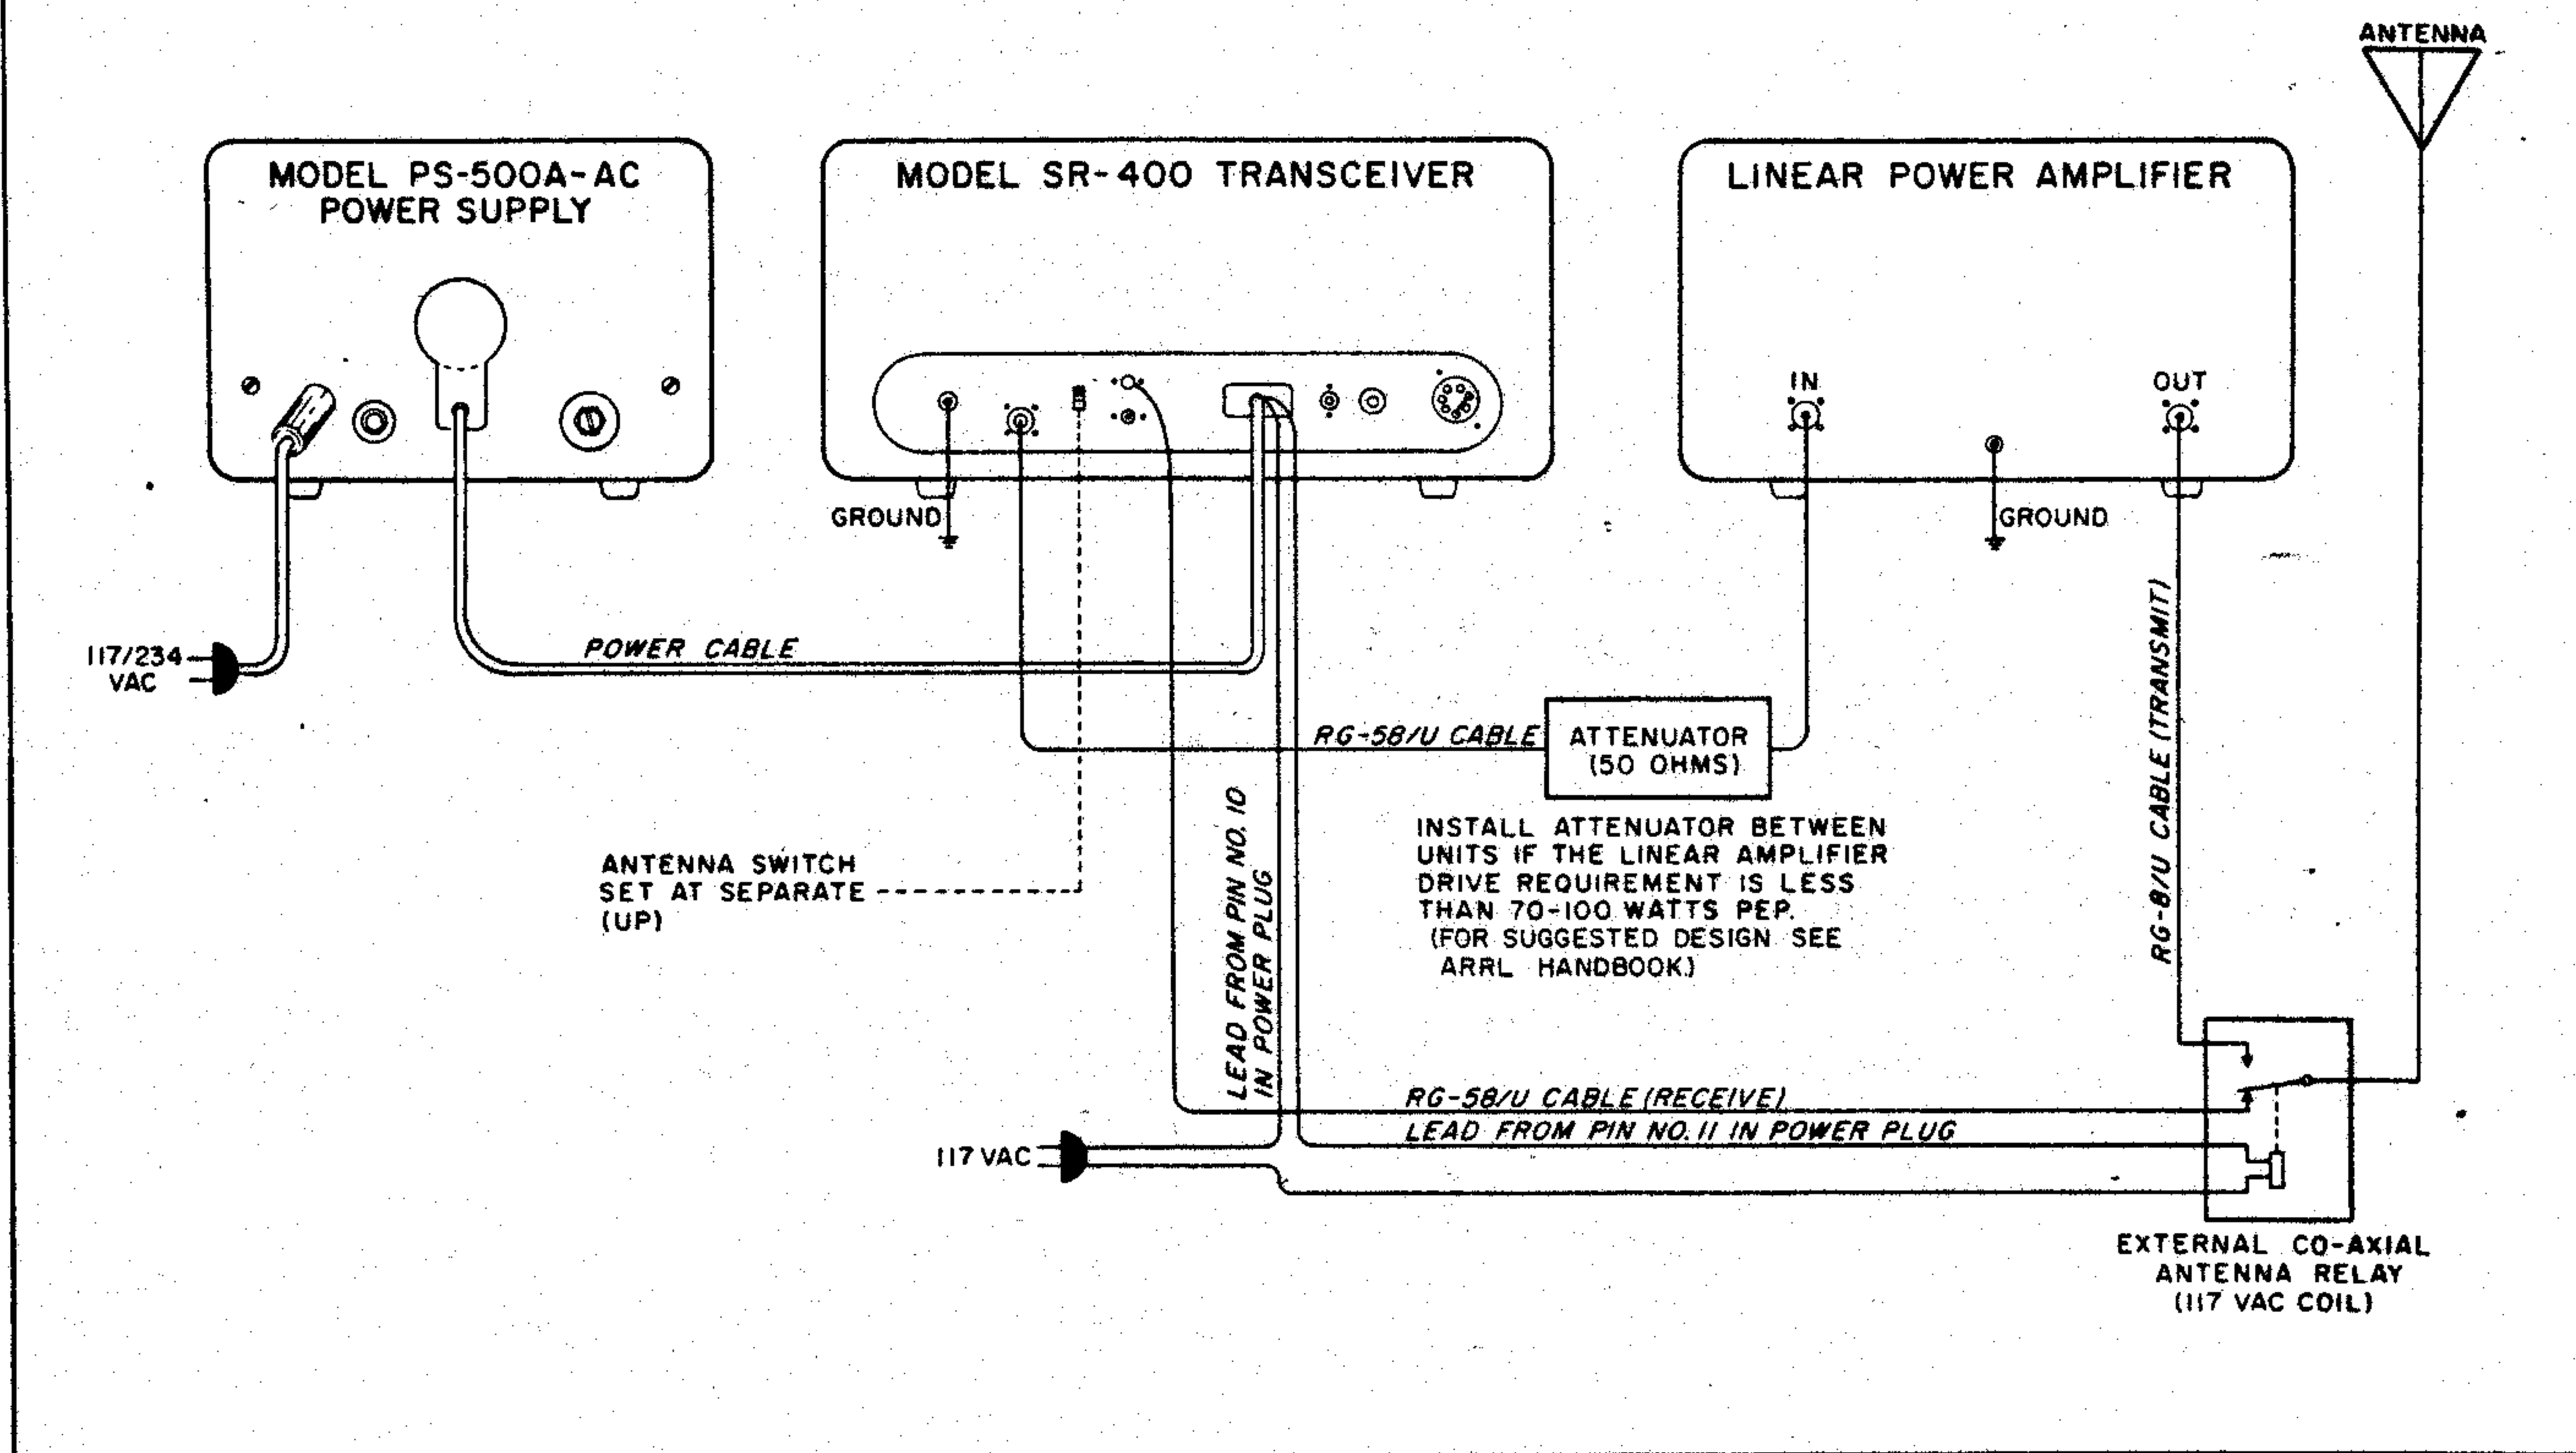 ANTENNA
MODEL PS-500A-AC
POWER SUPPLY
MODEL SR-400 TRANSCEIVER
LINEAR POWER AMPLIFIER
IN
OUT
GROUND
GROUND
117/234
VAC
POWER CABLE
RG-58/U CABLE
ATTENUATOR
(50 OHMS)
RG-8/U CABLE (TRANSMIT)
INSTALL ATTENUATOR BETWEEN
UNITS IF THE LINEAR AMPLIFIER
DRIVE REQUIREMENT IS LESS
THAN 70-100 WATTS PEP.
(FOR SUGGESTED DESIGN SEE
ARRL HANDBOOK.)
ANTENNA SWITCH
SET AT SEPARATE
(UP)
LEAD FROM PIN NO. 10
IN POWER PLUG
RG-58/U CABLE (RECEIVE)
LEAD FROM PIN NO. 11 IN POWER PLUG
117 VAC
EXTERNAL CO-AXIAL
ANTENNA RELAY
(117 VAC COIL)